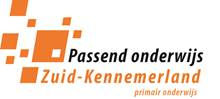 Passend onderwijs
Zuid-Kennemerland
primair onderwijs